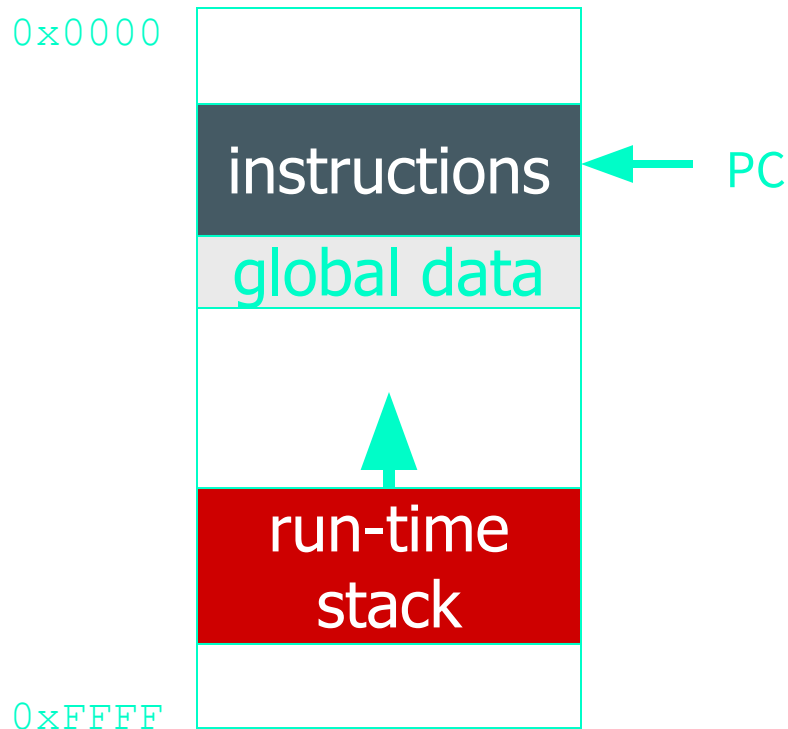 0x0000
instructions
PC
global data
run-time
stack
0xFFFF